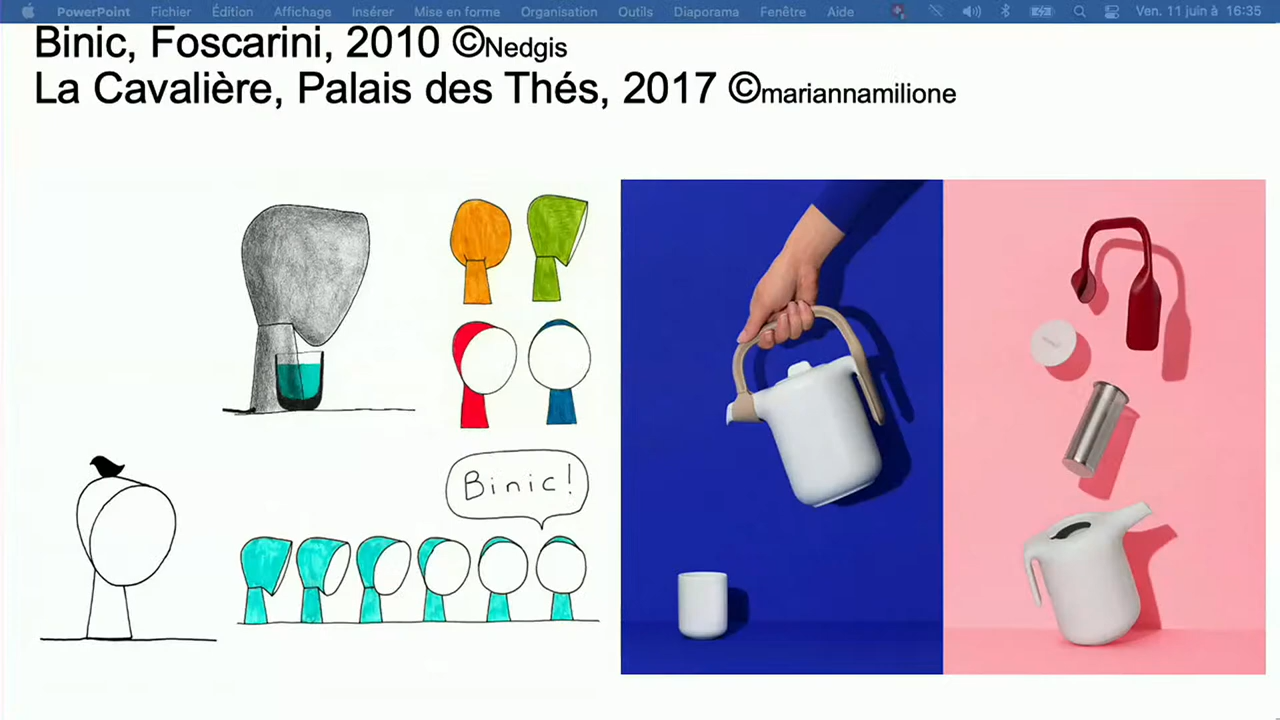 PowerPoint Fichier Édition Affichage Insérer Mise en forme Organisation Outils Diaporama Fenêtre Aide Ven. 11 juin à 16:35
Binic, Foscarini, 2010 ©Nedgis
La Cavalière, Palais des Thés, 2017 ©mariannamilione
Binic!